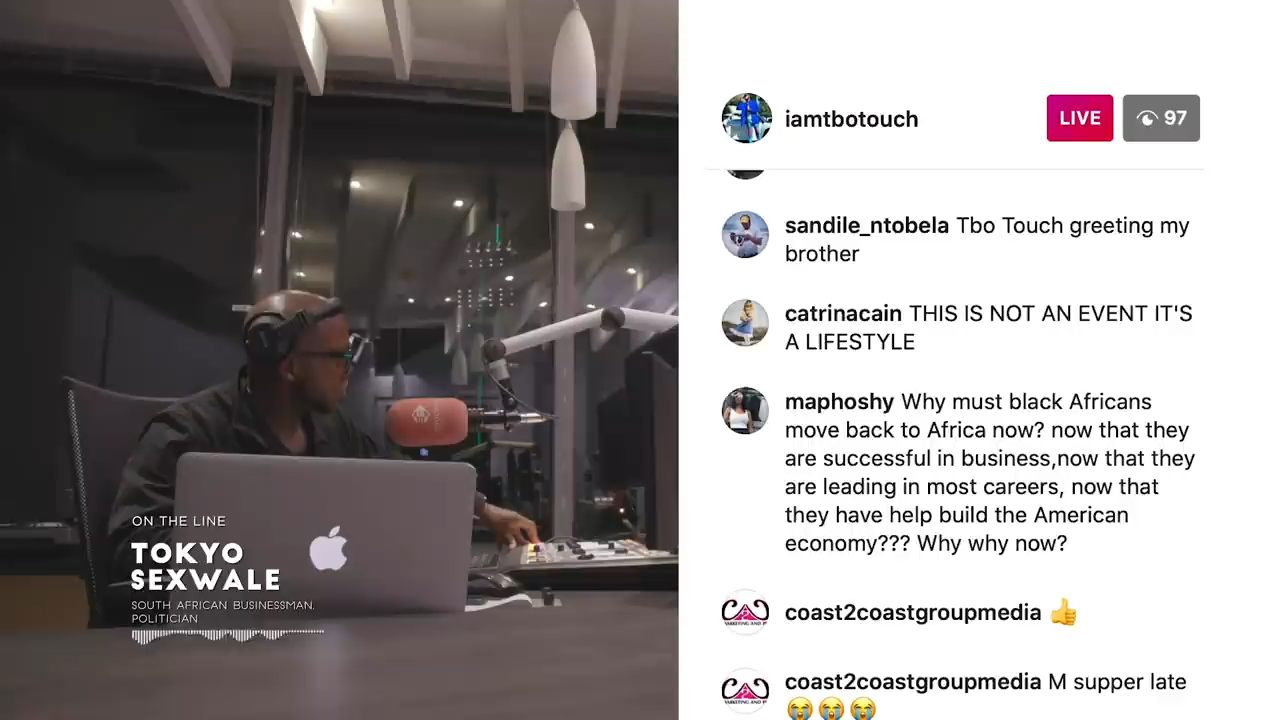 iamtbotouch
LIVE
97
sandile_ntobela Tbo Touch greeting my
brother
catrinacain THIS IS NOT AN EVENT IT'S
A LIFESTYLE
maphoshy Why must black Africans
move back to Africa now? now that they
are successful in business,now that they
are leading in most careers, now that
they have help build the American
economy??? Why why now?
coast2coastgroupmedia 👍
coast2coastgroupmedia M supper late
😭😭😭
ON THE LINE
TOKYO
SEXWALE
SOUTH AFRICAN BUSINESSMAN,
POLITICIAN